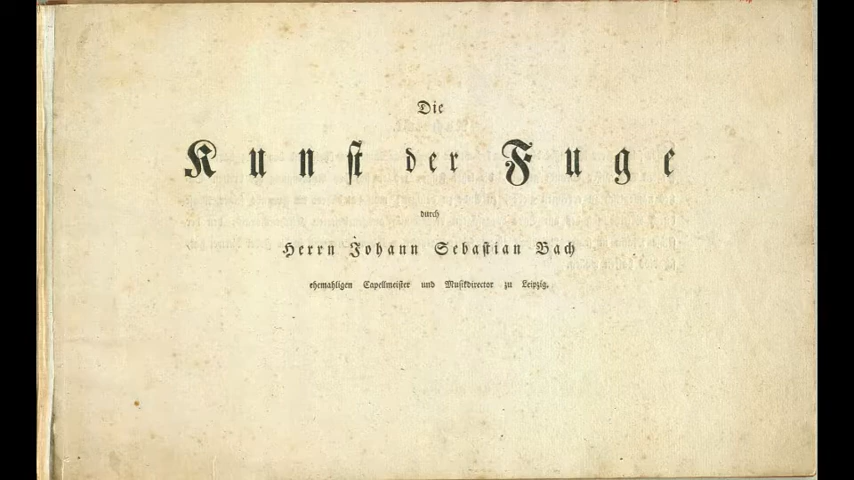 Die
Kunst der Fuge
durch
Herrn Johann Sebastian Bach
ehemahligen Capellmeister und Musikdirector zu Leipzig.